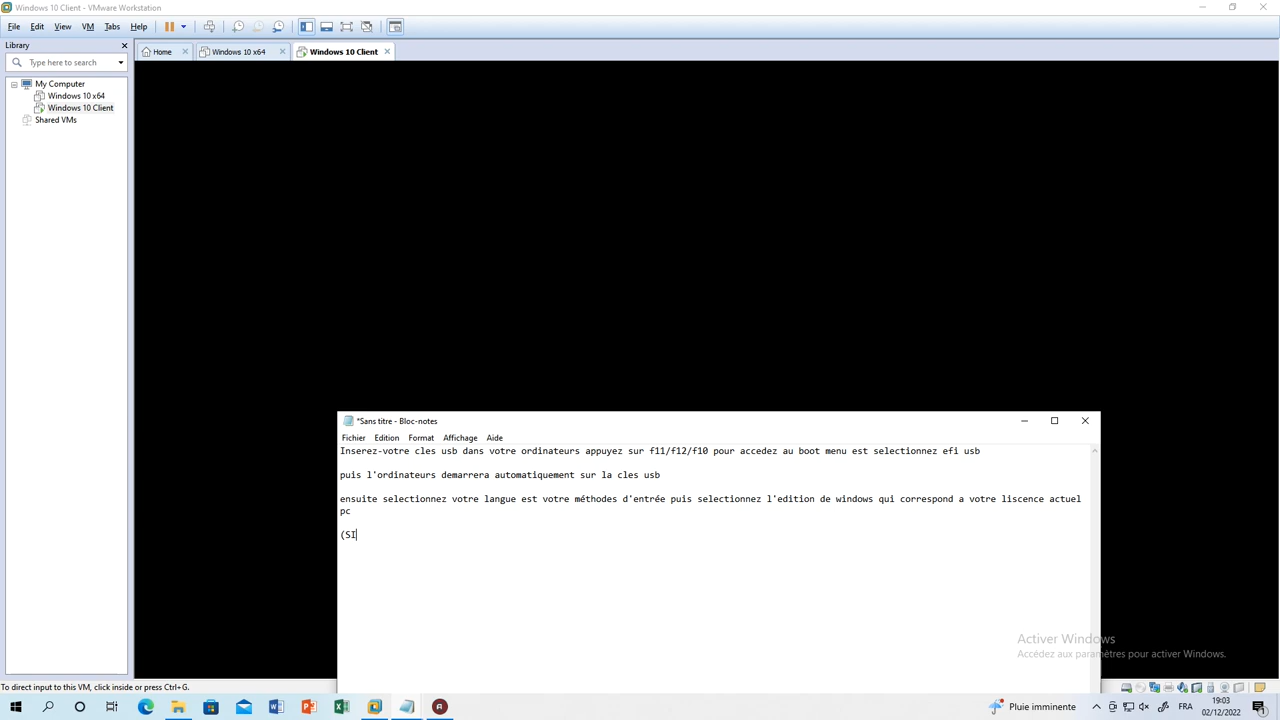 Windows 10 Client - VMware Workstation
File Edit View VM Tabs Help
Library
Home
Windows 10 x64
Windows 10 Client
Type here to search
My Computer
Windows 10 x64
Windows 10 Client
Shared VMs
*Sans titre - Bloc-notes
Fichier Edition Format Affichage Aide
Inserez-votre cles usb dans votre ordinateurs appuyez sur f11/f12/f10 pour accedez au boot menu est selectionnez efi usb
puis l'ordinateurs demarrera automatiquement sur la cles usb
ensuite selectionnez votre langue est votre méthodes d'entrée puis selectionnez l'edition de windows qui correspond a votre liscence actuel
pc
(SI
Activer Windows
Accédez aux paramètres pour activer Windows.
To direct input to this VM, click inside or press Ctrl+G.
Pluie imminente
FRA
19:03
02/12/2022